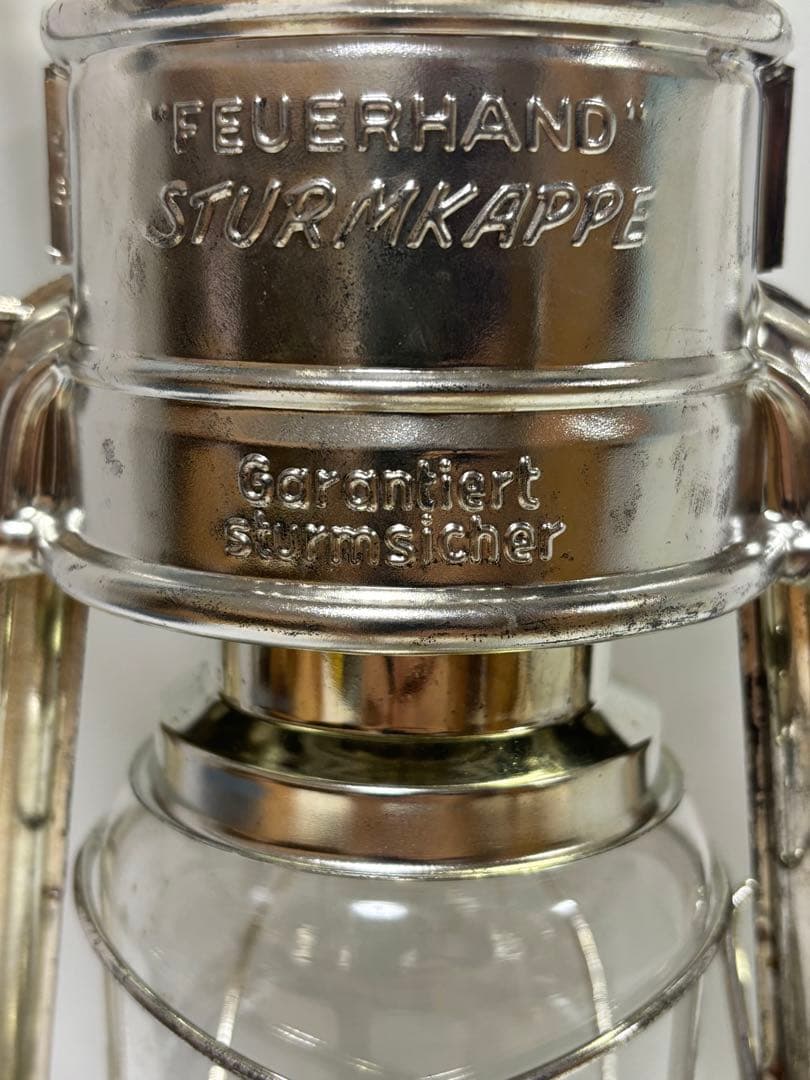 "FEUERHAND"
STURMKAPPE
Garantiert
sturmsicher